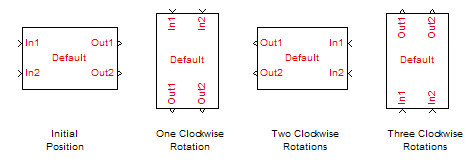 In1
Out1
Default
In2
Out2
Initial
Position
In1
In2
Default
Out1
Out2
One Clockwise
Rotation
Out1
In1
Default
Out2
In2
Two Clockwise
Rotations
Out1
Out2
Default
In1
In2
Three Clockwise
Rotations